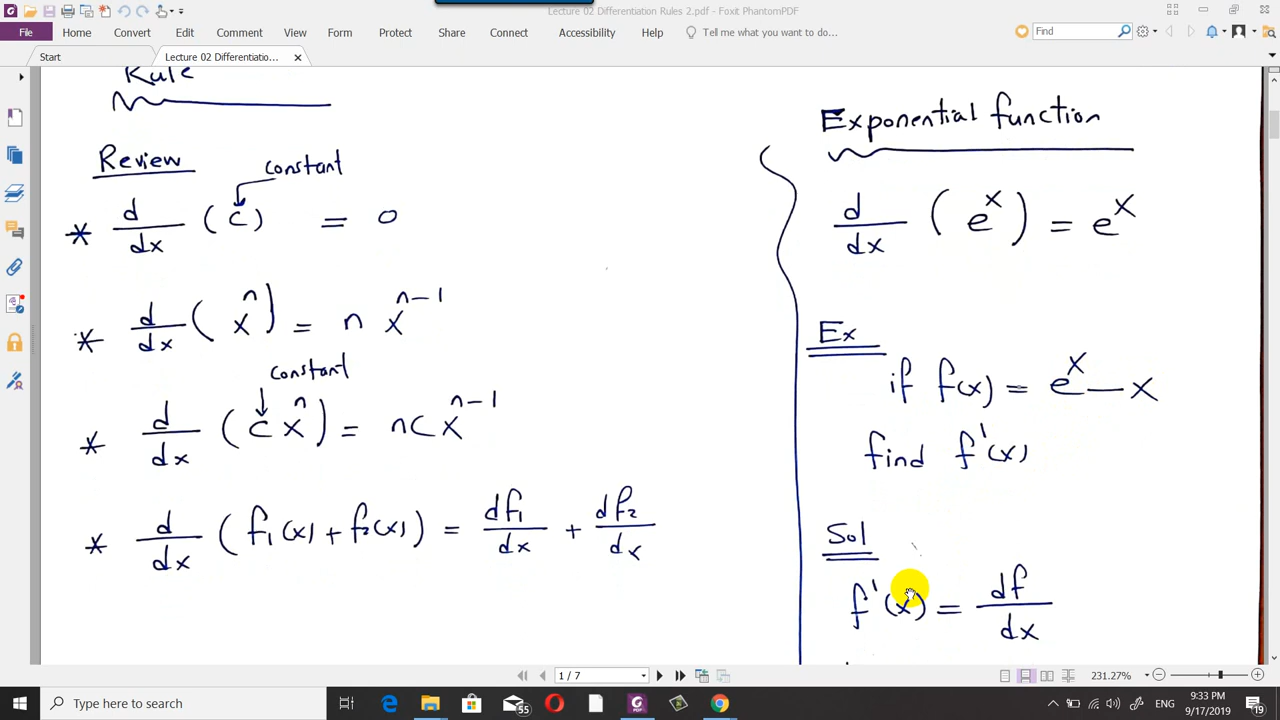 Lecture 02 Differentiation Rules 2.pdf - Foxit PhantomPDF
File Home Convert Edit Comment View Form Protect Share Connect Accessibility Help Tell me what you want to do... Find
Start Lecture 02 Differentiatio...
Rule
Review
constant
* d/dx (c) = 0
* d/dx (x^n) = n x^{n-1}
constant
* d/dx (c x^n) = nc x^{n-1}
* d/dx (f₁(x) + f₂(x)) = df₁/dx + df₂/dx
Exponential function
d/dx (e^x) = e^x
Ex
if f(x) = e^x - x
find f'(x)
Sol
f'(x) = df/dx
1 / 7
231.27%
Type here to search
55
ENG
9:33 PM
9/17/2019
19